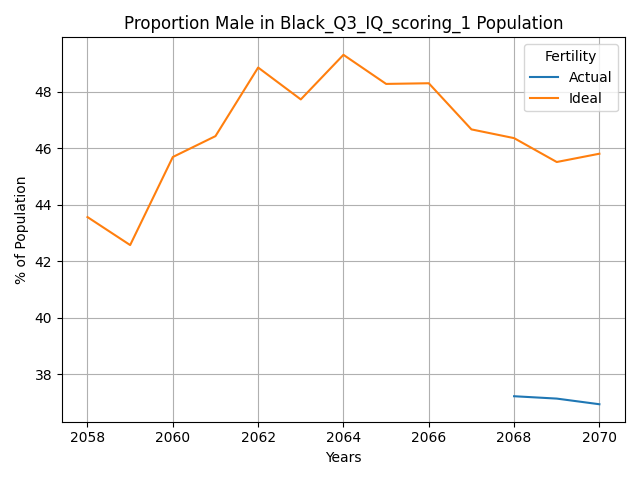 Proportion Male in Black_Q3_IQ_scoring_1 Population
% of Population
48
46
44
42
40
38
Fertility
Actual
Ideal
2058 2060 2062 2064 2066 2068 2070
Years